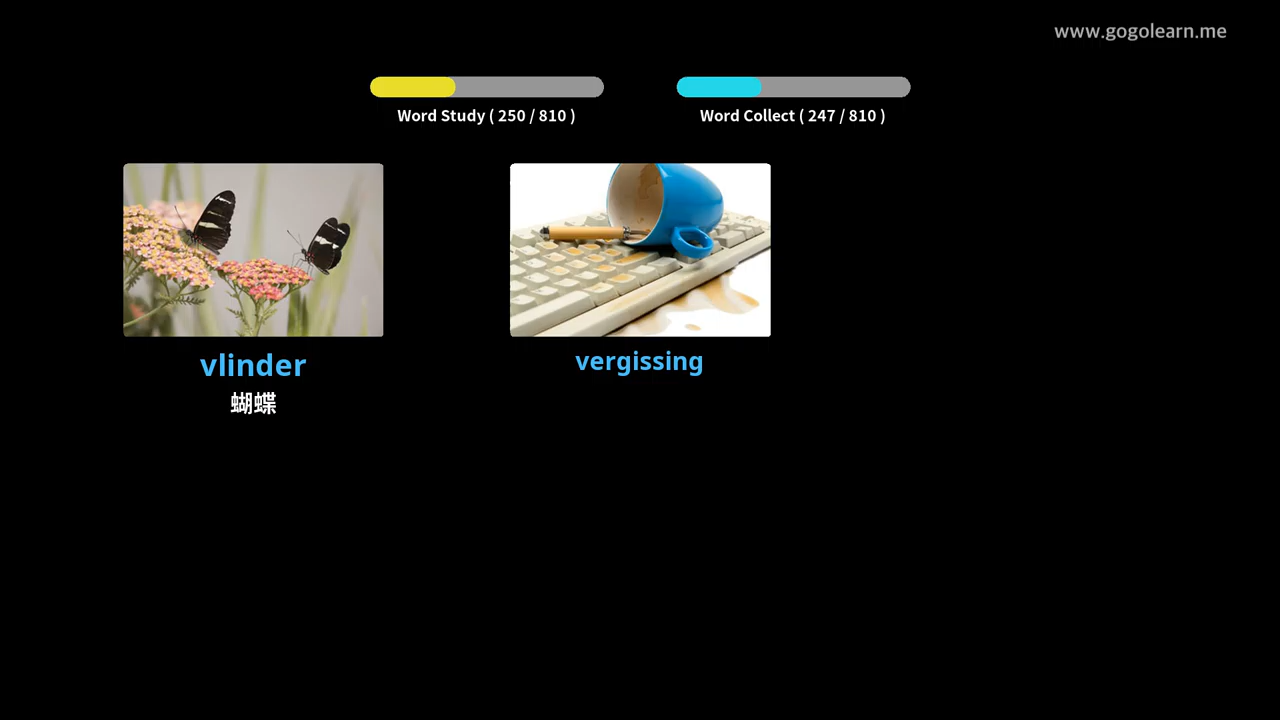 www.gogolearn.me
Word Study ( 250 / 810 )
Word Collect ( 247 / 810 )
vlinder
蝴蝶
vergissing